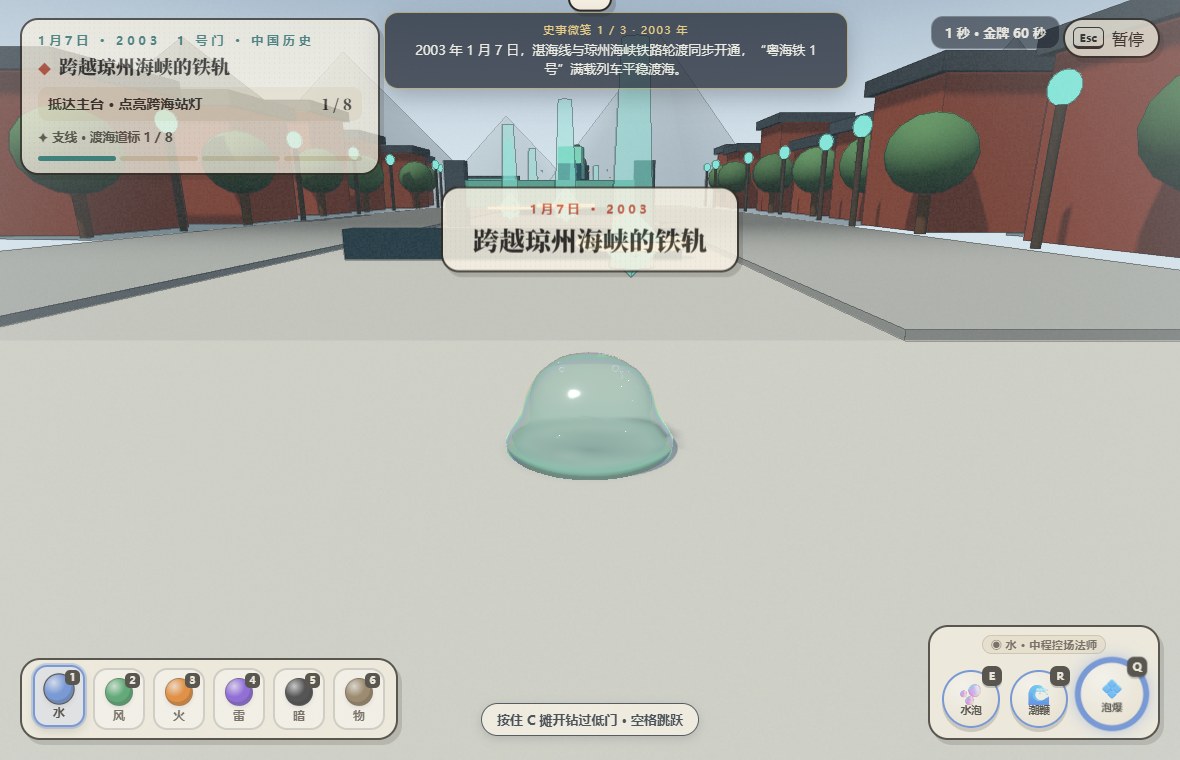 1月7日 • 2003 1 号门 • 中国历史
◆ 跨越琼州海峡的铁轨
抵达主台 • 点亮跨海站灯 1 / 8
✦ 支线 • 渡海道标 1 / 8
史事微笺 1 / 3 · 2003 年
2003 年 1 月 7 日，湛海线与琼州海峡铁路轮渡同步开通，“粤海铁 1
号”满载列车平稳渡海。
1 秒 • 金牌 60 秒
Esc 暂停
1月7日 • 2003
跨越琼州海峡的铁轨
1 水
2 风
3 火
4 雷
5 暗
6 物
按住 C 摊开钻过低门 • 空格跳跃
◉ 水 • 中程控场法师
E 水泡
R 潮鞭
Q 泡爆